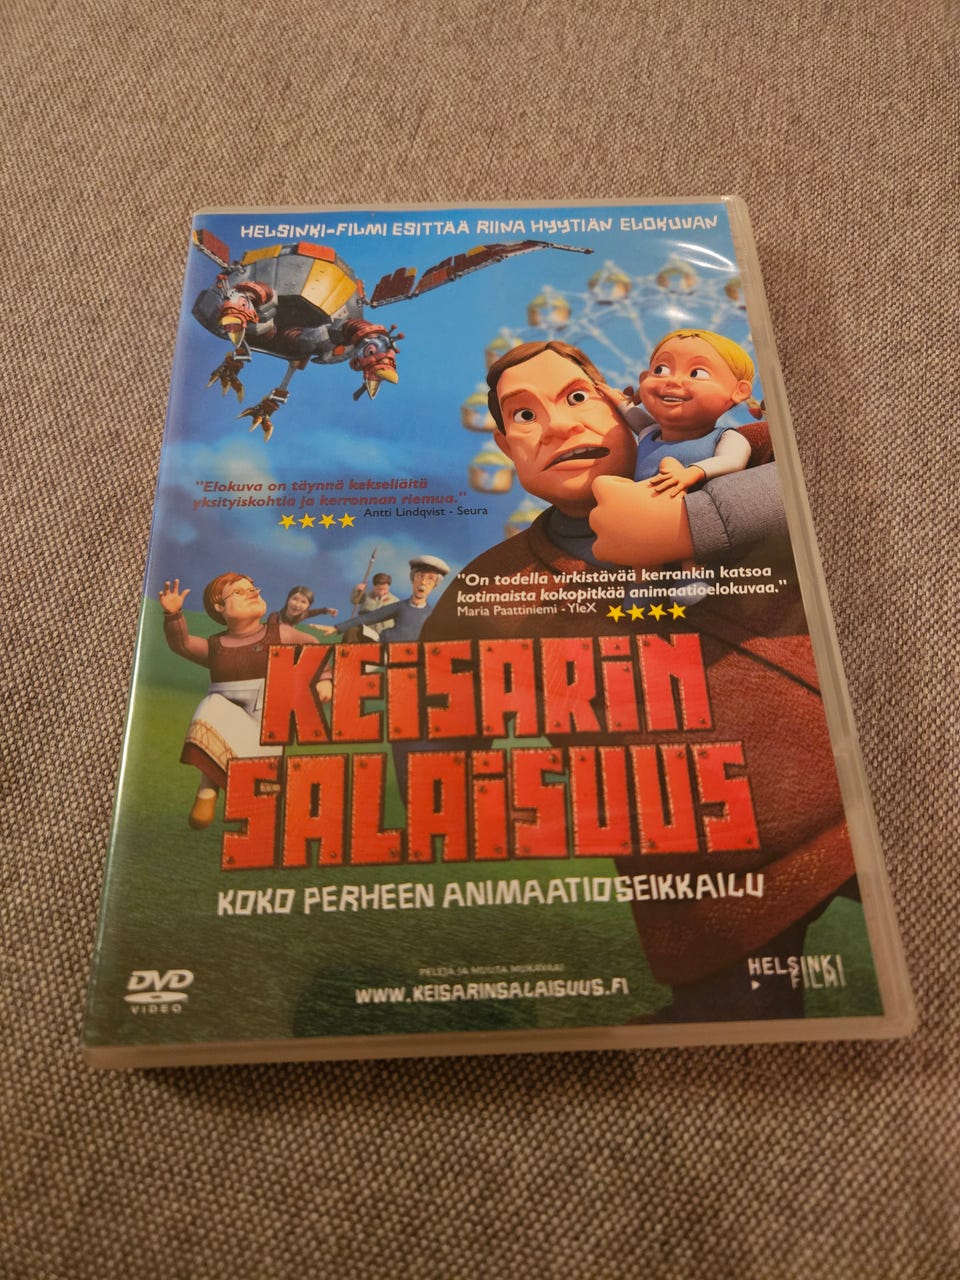 HELSINKI-FILMI ESITTÄÄ RIINA HYYTIÄN ELOKUVAN
"Elokuva on täynnä kekseliäitä
yksityiskohtia ja kerronnan riemua."
Antti Lindqvist - Seura
"On todella virkistävää kerrankin katsoa
kotimaista kokopitkää animaatioelokuvaa."
Maria Paattiniemi - YleX
KEISARIN
SALAISUUS
KOKO PERHEEN ANIMAATIOSEIKKAILU
PELEJÄ JA MUUTA MUKAVAA:
WWW.KEISARINSALAISUUS.FI
DVD
VIDEO
HELSINKI
FILMI